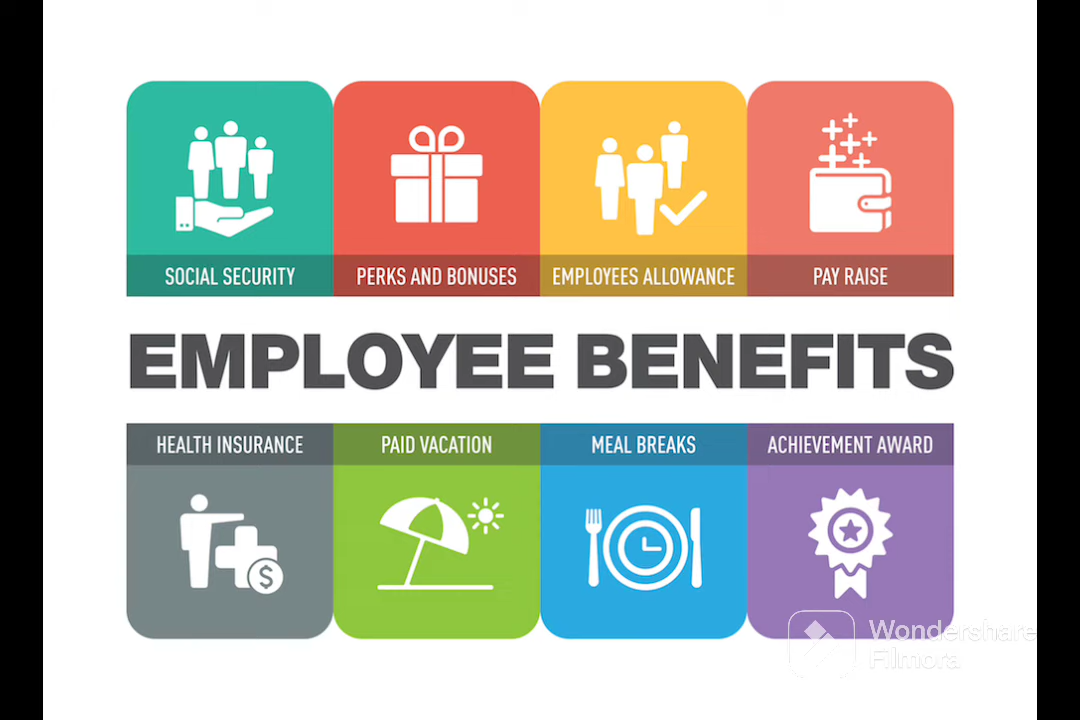 SOCIAL SECURITY
PERKS AND BONUSES
EMPLOYEES ALLOWANCE
PAY RAISE
EMPLOYEE BENEFITS
HEALTH INSURANCE
PAID VACATION
MEAL BREAKS
ACHIEVEMENT AWARD
$
Wondershare
Filmora